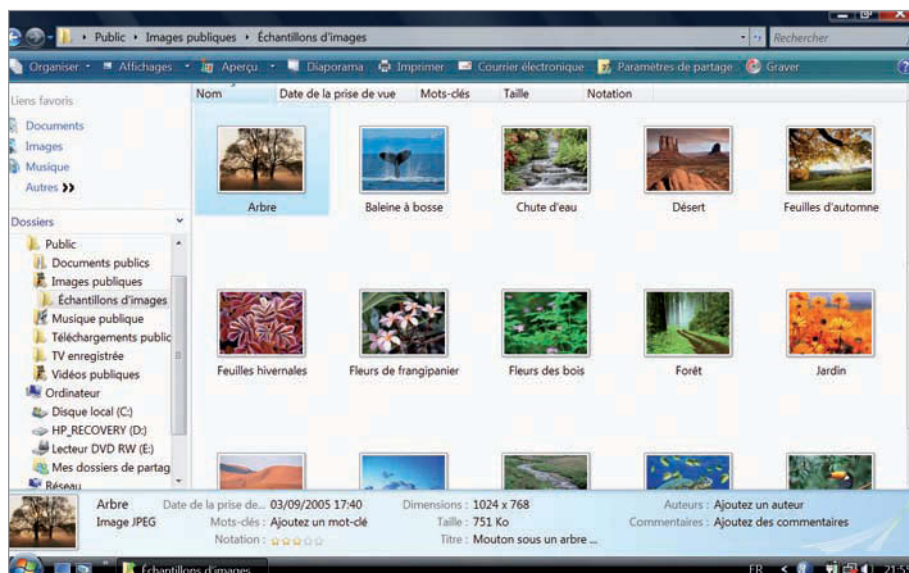 Public ▸ Images publiques ▸ Échantillons d'images
Rechercher
Organiser
Affichages
Aperçu
Diaporama
Imprimer
Courrier électronique
Paramètres de partage
Graver
Liens favoris
Documents
Images
Musique
Autres
Dossiers
Public
Documents publics
Images publiques
Échantillons d'images
Musique publique
Téléchargements public
TV enregistrée
Vidéos publiques
Ordinateur
Disque local (C:)
HP_RECOVERY (D:)
Lecteur DVD RW (E:)
Mes dossiers de partag
Réseau
Nom Date de la prise de vue Mots-clés Taille Notation
Arbre Baleine à bosse Chute d'eau Désert Feuilles d'automne
Feuilles hivernales Fleurs de frangipanier Fleurs des bois Forêt Jardin
Arbre Date de la prise de... 03/09/2005 17:40 Dimensions : 1024 x 768 Auteurs : Ajoutez un auteur
Image JPEG Mots-clés : Ajoutez un mot-clé Taille : 751 Ko Commentaires : Ajoutez des commentaires
Notation : Titre : Mouton sous un arbre ...
Échantillons d'images
FR
21:55